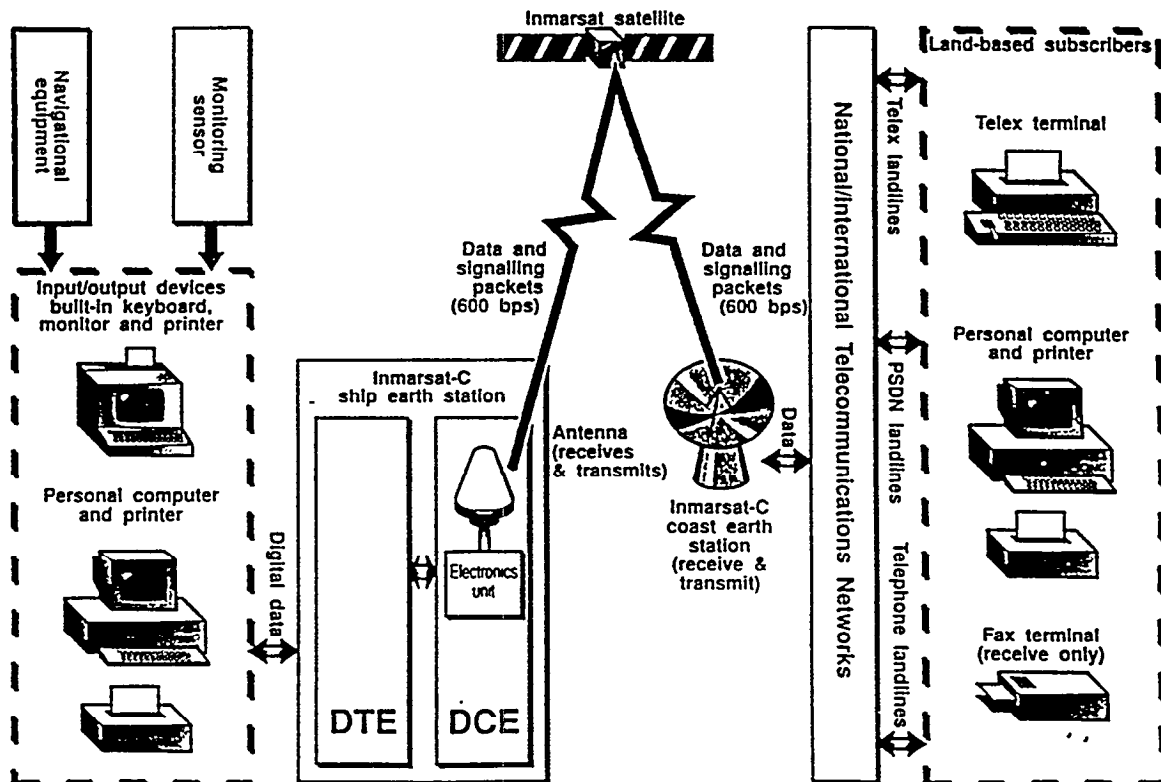 Inmarsat satellite
Navigational
equipment
Monitoring
sensor
Input/output devices
built-in keyboard,
monitor and printer
Personal computer
and printer
Digital data
Inmarsat-C
ship earth station
DTE
DCE
Electronics
unit
Antenna
(receives
& transmits)
Data and
signalling
packets
(600 bps)
Data and
signalling
packets
(600 bps)
Inmarsat-C
coast earth
station
(receive &
transmit)
Data
National/International Telecommunications Networks
Telex landlines
PSDN landlines
Telephone landlines
Land-based subscribers
Telex terminal
Personal computer
and printer
Fax terminal
(receive only)